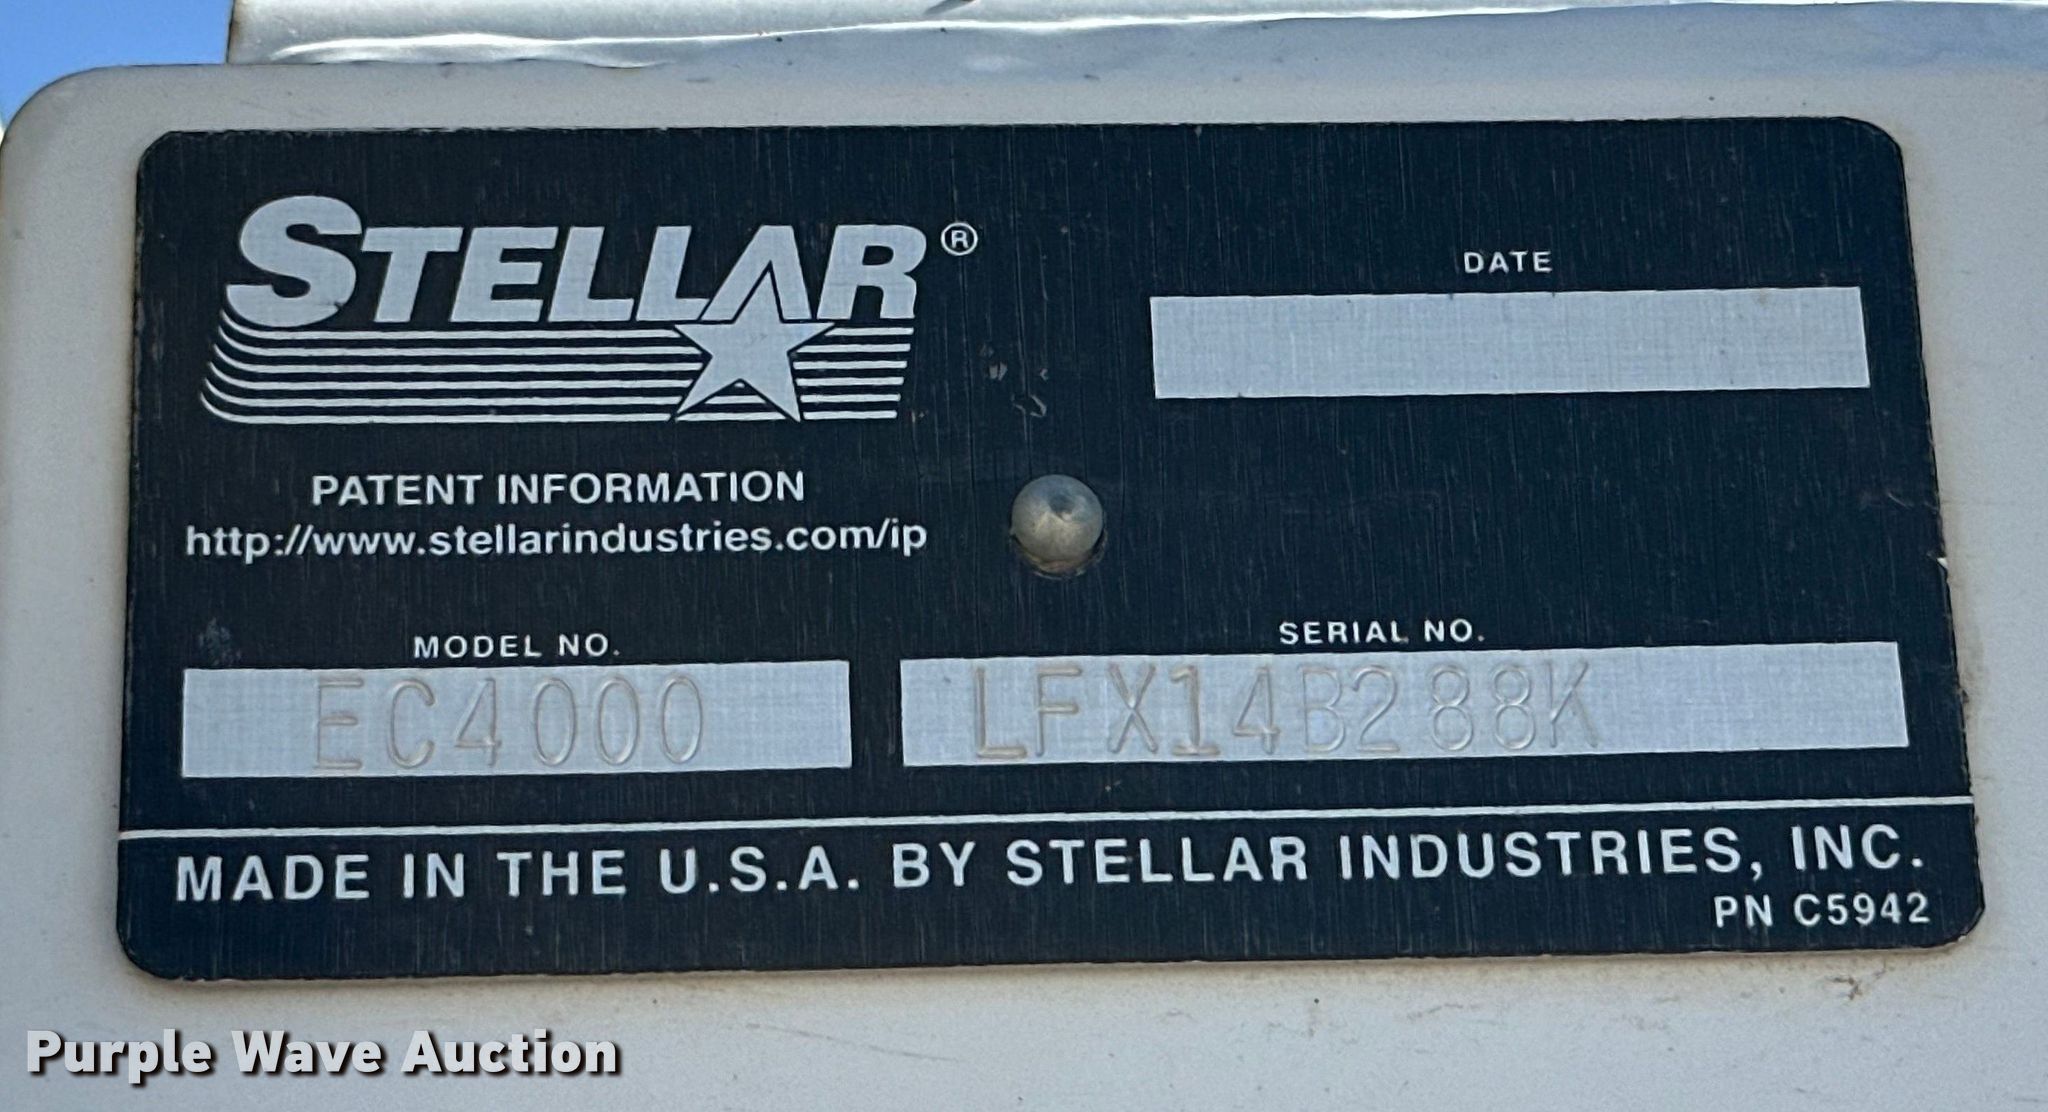 STELLAR®
DATE
PATENT INFORMATION
http://www.stellarindustries.com/ip
MODEL NO.
EC4000
SERIAL NO.
LFX14B288K
MADE IN THE U.S.A. BY STELLAR INDUSTRIES, INC.
PN C5942
Purple Wave Auction